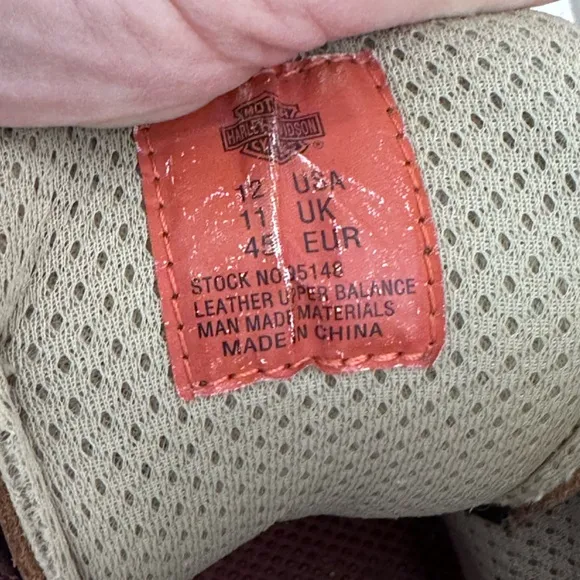 MOTOR
HARLEY-DAVIDSON
CYCLES
®
12 USA
11 UK
45 EUR
STOCK NO 95148
LEATHER UPPER BALANCE
MAN MADE MATERIALS
MADE IN CHINA